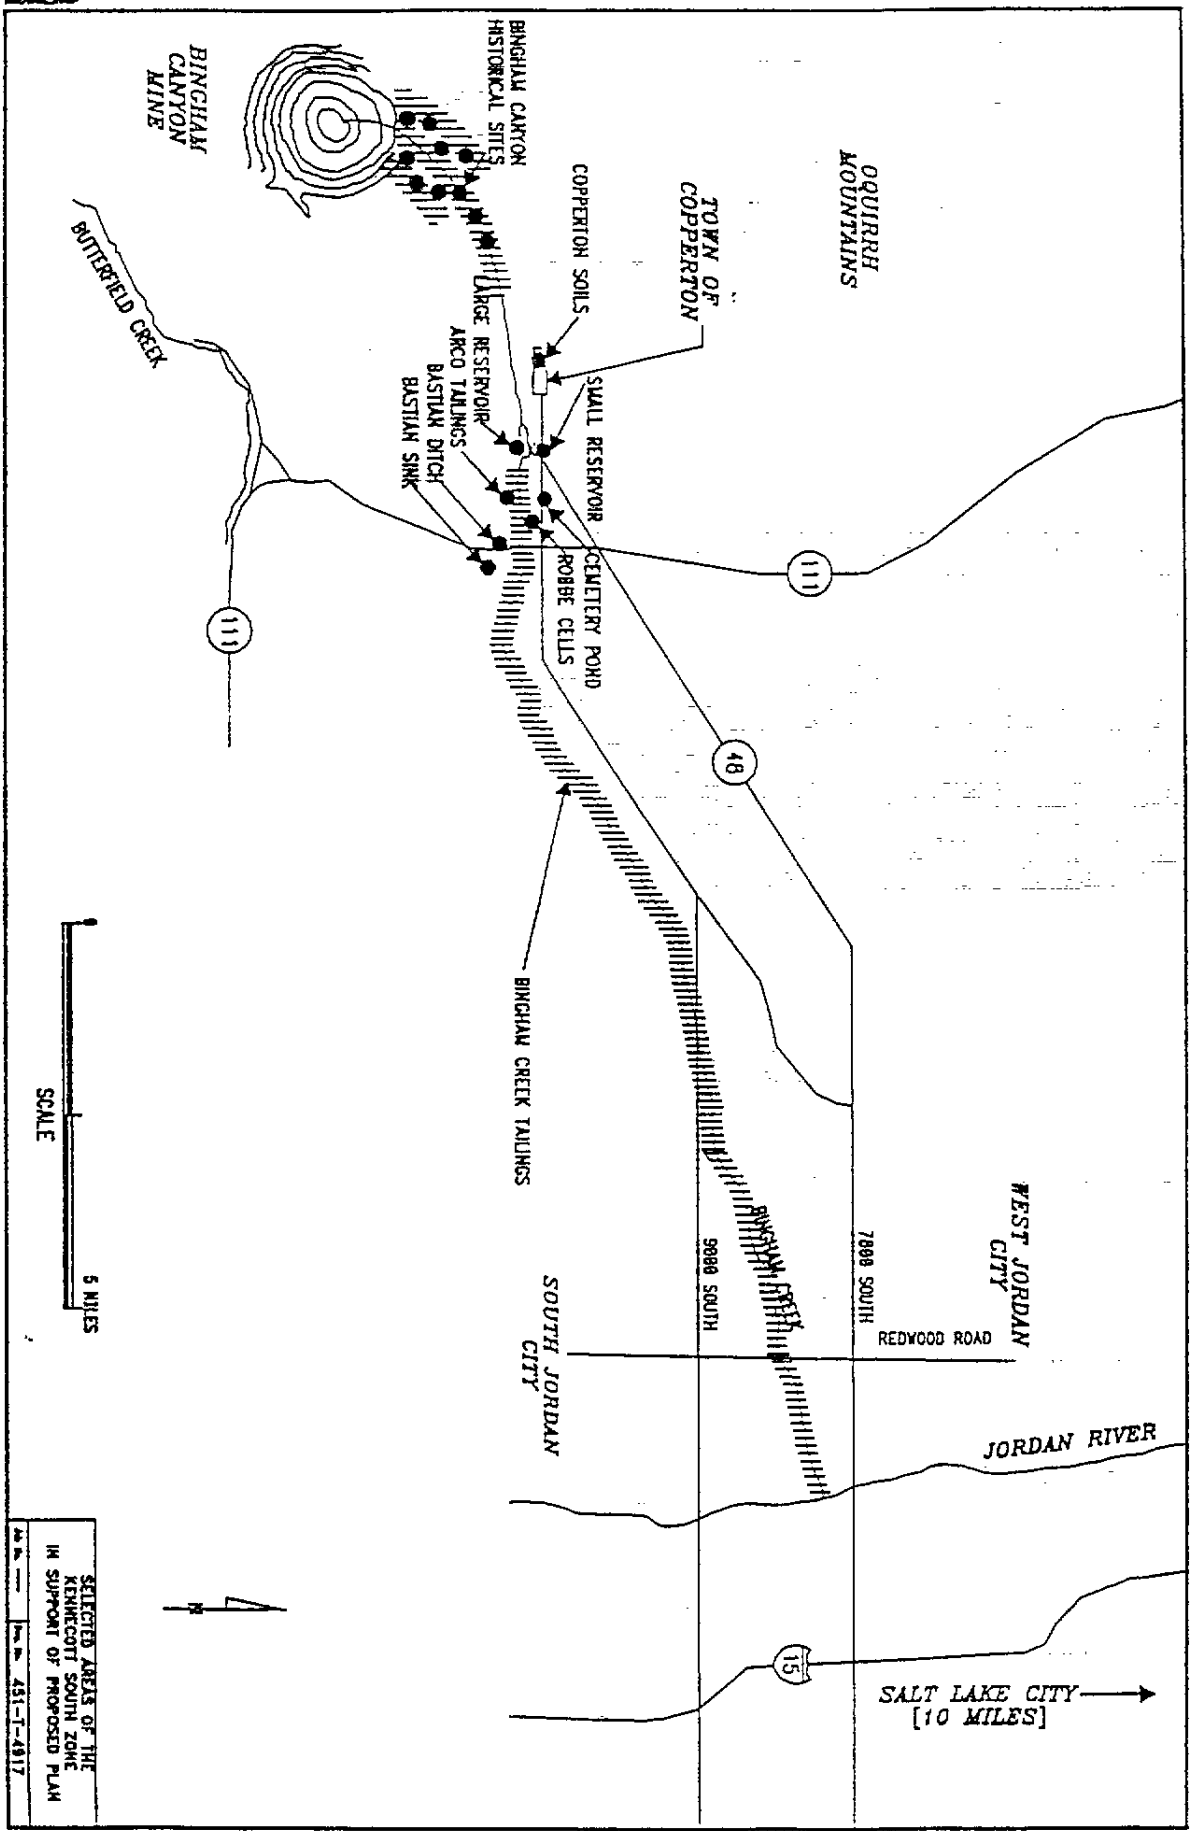 BINGHAM
CANYON
MINE
BINGHAM CANYON
HISTORICAL SITES
OQUIRRH
MOUNTAINS
TOWN OF
COPPERTON
COPPERTON SOILS
BUTTERFIELD CREEK
LARGE RESERVOIR
ARCO TAILINGS
BASTIAN DITCH
BASTIAN SINK
SMALL RESERVOIR
CEMETERY POND
ROBBE CELLS
111
111
48
BINGHAM CREEK TAILINGS
BINGHAM CREEK
7800 SOUTH
9000 SOUTH
WEST JORDAN
CITY
REDWOOD ROAD
SOUTH JORDAN
CITY
JORDAN RIVER
15
SALT LAKE CITY
[10 MILES]
0
5 MILES
SCALE
N
SELECTED AREAS OF THE
KENNECOTT SOUTH ZONE
IN SUPPORT OF PROPOSED PLAN
451-T-4917